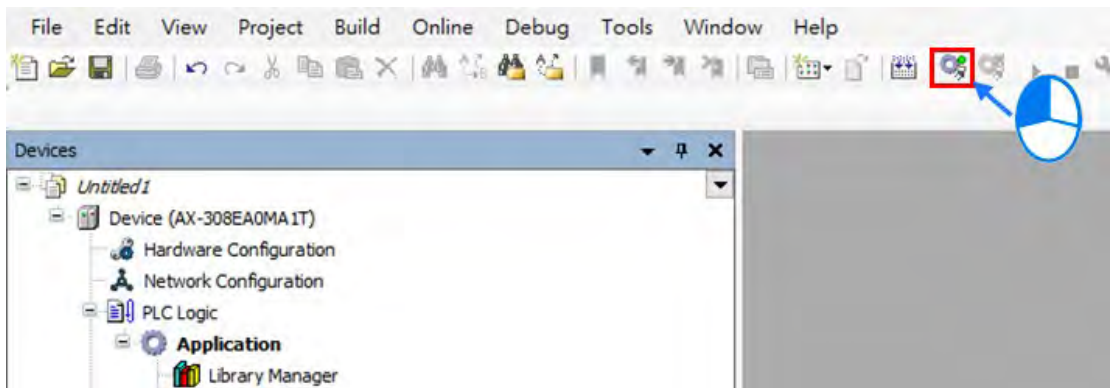 File Edit View Project Build Online Debug Tools Window Help
Devices
Untitled1
Device (AX-308EA0MA1T)
Hardware Configuration
Network Configuration
PLC Logic
Application
Library Manager